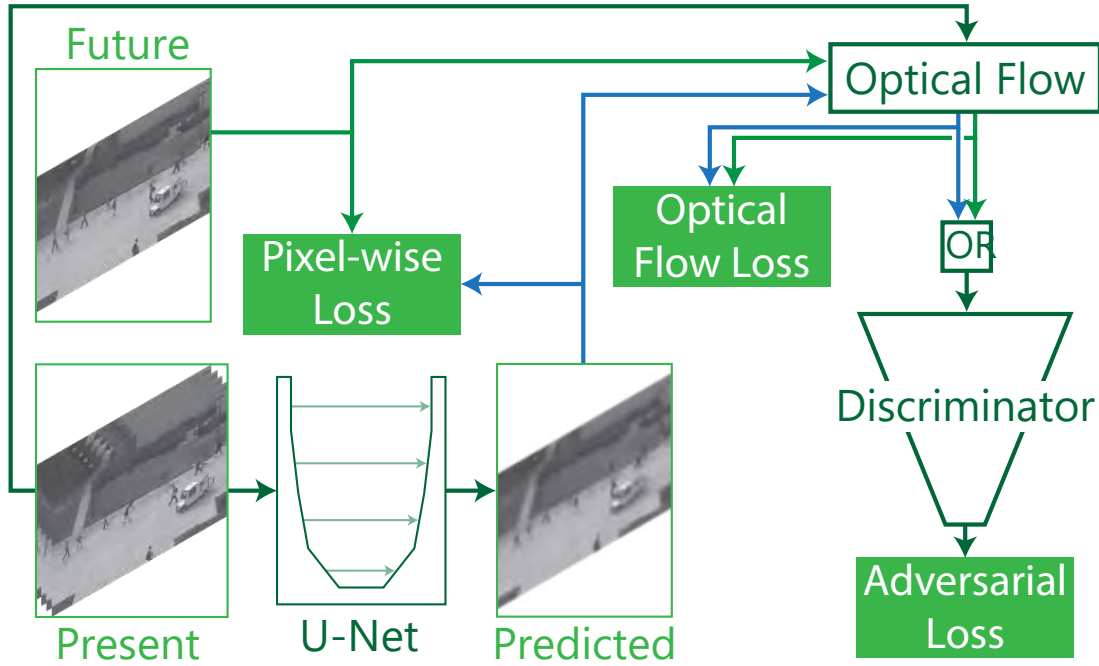 Future
Optical Flow
Optical
Flow Loss
Pixel-wise
Loss
OR
Discriminator
Adversarial
Loss
Present
U-Net
Predicted